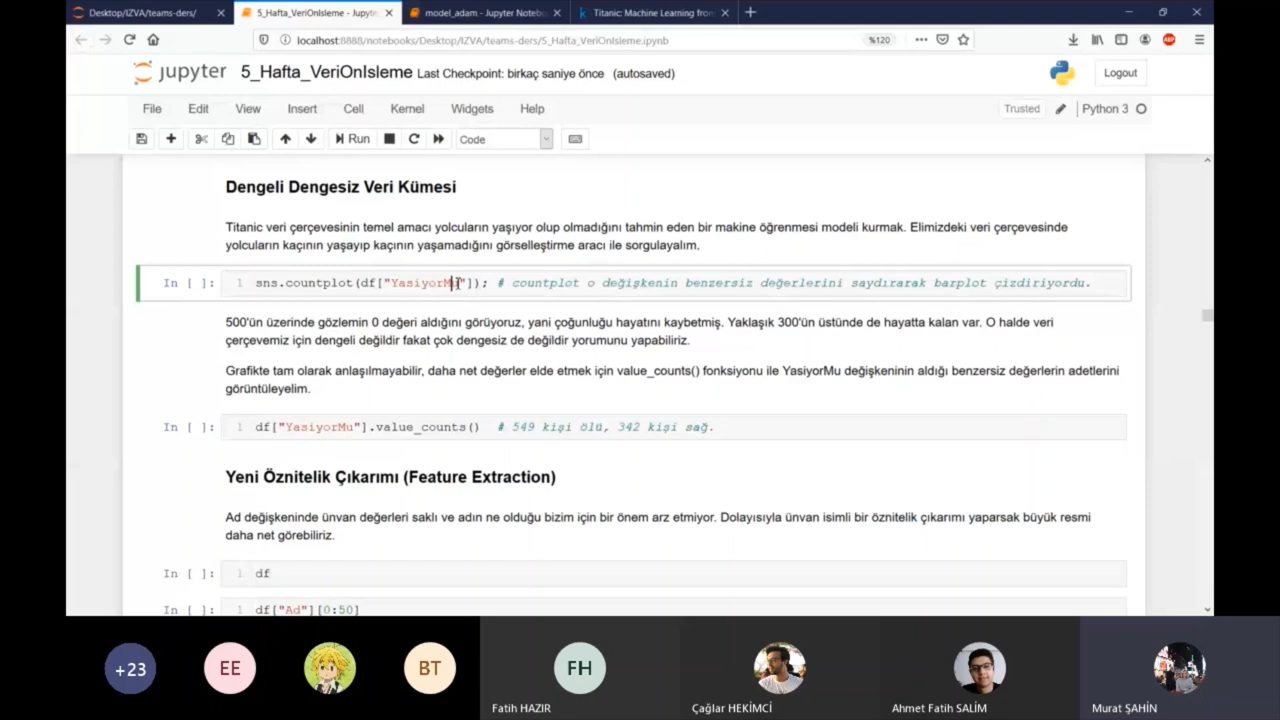 Desktop/IZVA/teams-ders/
5_Hafta_VeriOnIsleme - Jupyte
model_adam - Jupyter Notebo
Titanic: Machine Learning from
localhost:8888/notebooks/Desktop/IZVA/teams-ders/5_Hafta_VeriOnIsleme.ipynb
%120
ABP
jupyter 5_Hafta_VeriOnIsleme Last Checkpoint: birkaç saniye önce (autosaved)
Logout
File Edit View Insert Cell Kernel Widgets Help
Trusted
Python 3
Run
Code
Dengeli Dengesiz Veri Kümesi
Titanic veri çerçevesinin temel amacı yolcuların yaşıyor olup olmadığını tahmin eden bir makine öğrenmesi modeli kurmak. Elimizdeki veri çerçevesinde
yolcuların kaçının yaşayıp kaçının yaşamadığını görselleştirme aracı ile sorgulayalım.
In [ ]: 1 sns.countplot(df["YasiyorMu"]); # countplot o değişkenin benzersiz değerlerini saydırarak barplot çizdiriyordu.
500'ün üzerinde gözlemin 0 değeri aldığını görüyoruz, yani çoğunluğu hayatını kaybetmiş. Yaklaşık 300'ün üstünde de hayatta kalan var. O halde veri
çerçevemiz için dengeli değildir fakat çok dengesiz de değildir yorumunu yapabiliriz.
Grafikte tam olarak anlaşılmayabilir, daha net değerler elde etmek için value_counts() fonksiyonu ile YasiyorMu değişkeninin aldığı benzersiz değerlerin adetlerini
görüntüleyelim.
In [ ]: 1 df["YasiyorMu"].value_counts() # 549 kişi ölü, 342 kişi sağ.
Yeni Öznitelik Çıkarımı (Feature Extraction)
Ad değişkeninde ünvan değerleri saklı ve adın ne olduğu bizim için bir önem arz etmiyor. Dolayısıyla ünvan isimli bir öznitelik çıkarımı yaparsak büyük resmi
daha net görebiliriz.
In [ ]: 1 df
In [ ]: 1 df["Ad"][0:50]
+23
EE
BT
FH
Fatih HAZIR
Çağlar HEKİMCİ
Ahmet Fatih SALİM
Murat ŞAHİN